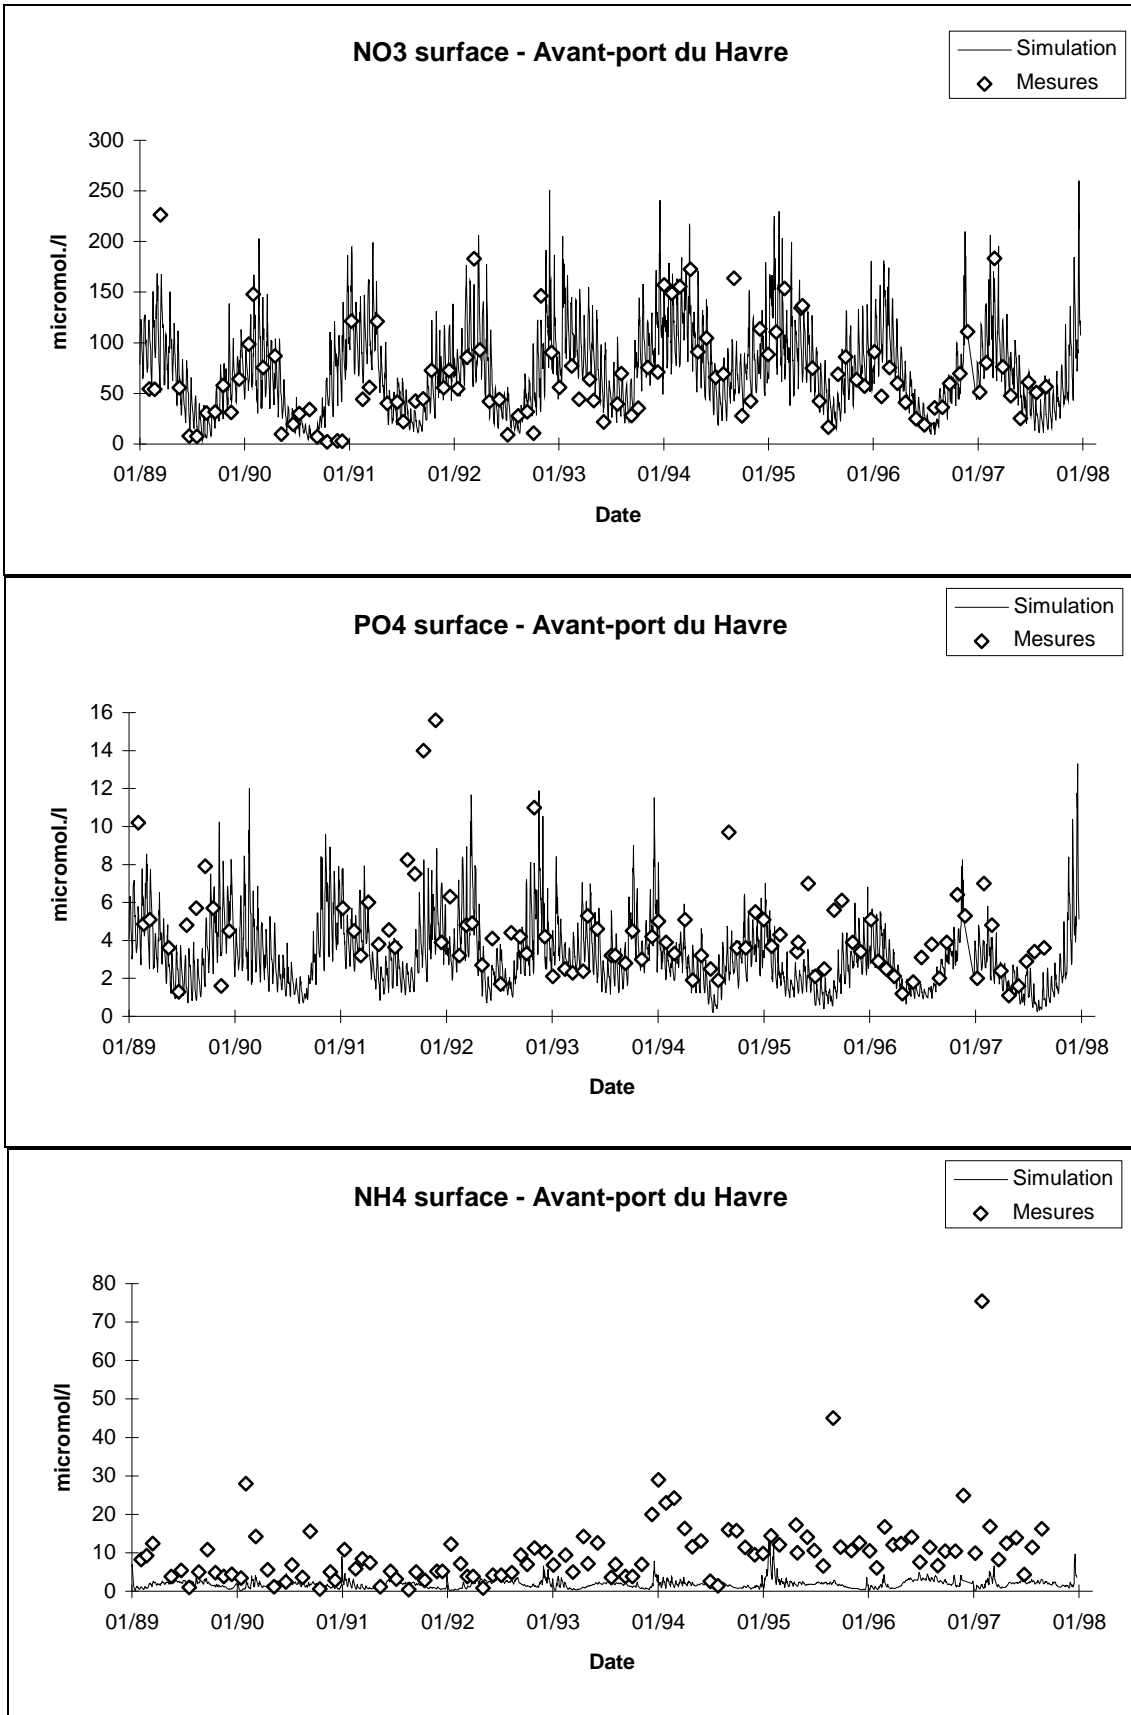 NO3 surface - Avant-port du Havre
Simulation
Mesures
300
250
200
150
100
50
0
micromol./l
01/89 01/90 01/91 01/92 01/93 01/94 01/95 01/96 01/97 01/98
Date
PO4 surface - Avant-port du Havre
Simulation
Mesures
16
14
12
10
8
6
4
2
0
micromol./l
01/89 01/90 01/91 01/92 01/93 01/94 01/95 01/96 01/97 01/98
Date
NH4 surface - Avant-port du Havre
Simulation
Mesures
80
70
60
50
40
30
20
10
0
micromol/l
01/89 01/90 01/91 01/92 01/93 01/94 01/95 01/96 01/97 01/98
Date